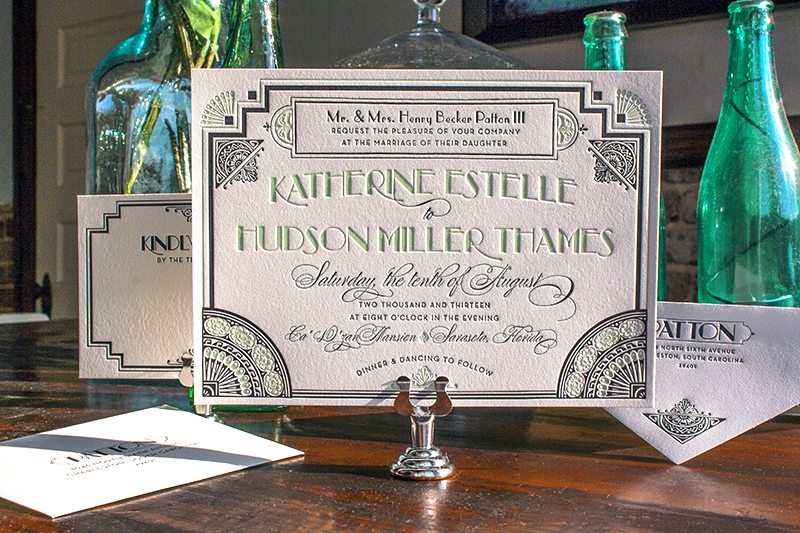 Mr. & Mrs. Henry Becker Patton III
REQUEST THE PLEASURE OF YOUR COMPANY
AT THE MARRIAGE OF THEIR DAUGHTER
KATHERINE ESTELLE
to
HUDSON MILLER THAMES
Saturday, the tenth of August
TWO THOUSAND AND THIRTEEN
AT EIGHT O'CLOCK IN THE EVENING
Ca' D'zan Mansion Sarasota, Florida
DINNER & DANCING TO FOLLOW
KINDLY
BY THE
PATTON
NORTH SIXTH AVENUE
SOUTH CAROLINA
29409
PATTON